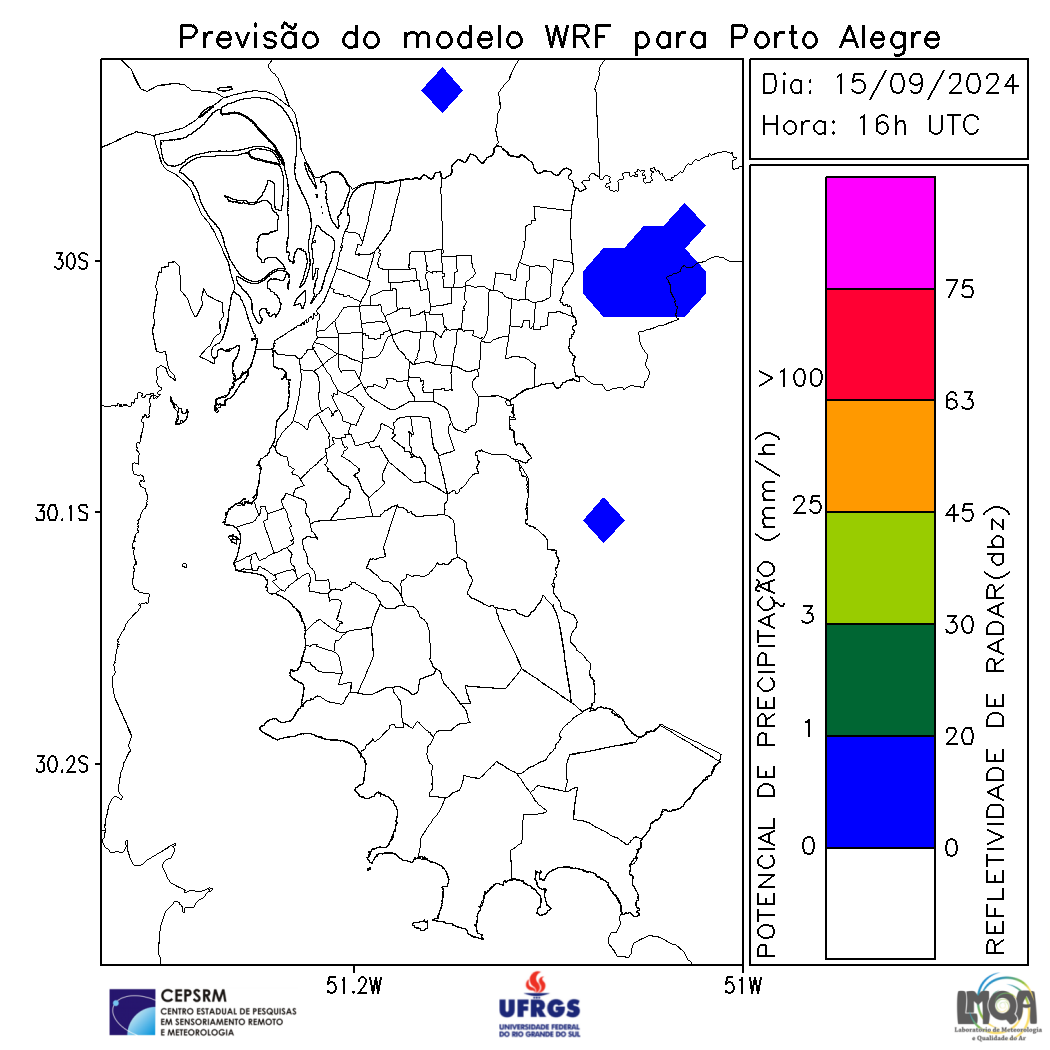 Previsão do modelo WRF para Porto Alegre
Dia: 15/09/2024
Hora: 16h UTC
30S
30.1S
30.2S
51.2W
51W
POTENCIAL DE PRECIPITAÇÃO (mm/h)
>100
25
3
1
0
75
63
45
30
20
0
REFLETIVIDADE DE RADAR(dbz)
CEPSRM
CENTRO ESTADUAL DE PESQUISAS
EM SENSORIAMENTO REMOTO
E METEOROLOGIA
UFRGS
UNIVERSIDADE FEDERAL
DO RIO GRANDE DO SUL
LMQA
Laboratório de Meteorologia
e Qualidade do Ar